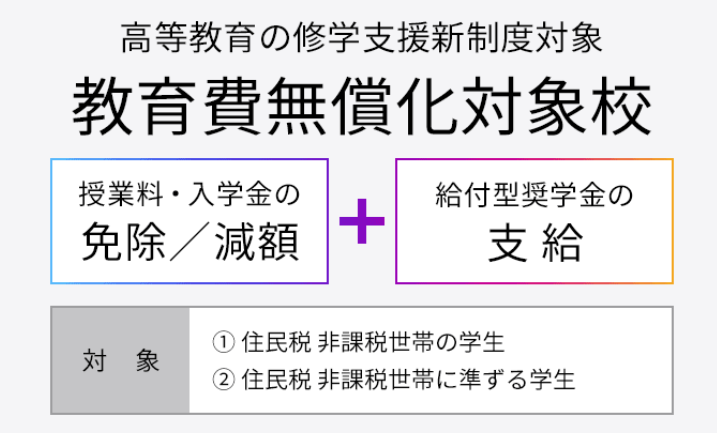 高等教育の修学支援新制度対象
教育費無償化対象校
授業料・入学金の
免除／減額
+
給付型奨学金の
支給
対 象
① 住民税 非課税世帯の学生
② 住民税 非課税世帯に準ずる学生